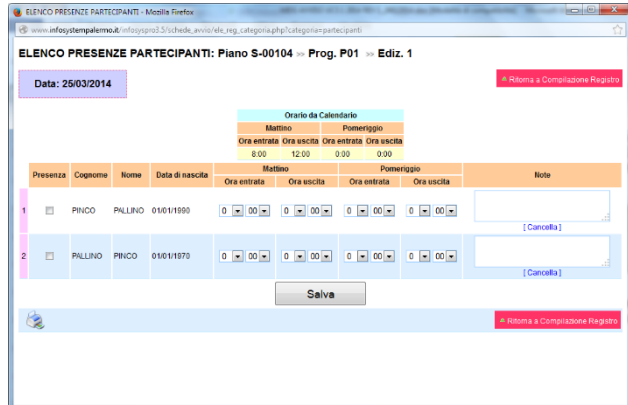 ELENCO PRESENZE PARTECIPANTI - Mozilla Firefox
www.infosystempalermo.it/infosyspro3.5/schede_avvio/ele_reg_categoria.php?categoria=partecipanti
ELENCO PRESENZE PARTECIPANTI: Piano S-00104 » Prog. P01 » Ediz. 1
Data: 25/03/2014
Ritorna a Compilazione Registro
Orario da Calendario
Mattino Pomeriggio
Ora entrata Ora uscita Ora entrata Ora uscita
8:00 12:00 0:00 0:00
Presenza Cognome Nome Data di nascita Mattino Pomeriggio Note
Ora entrata Ora uscita Ora entrata Ora uscita
1 PINCO PALLINO 01/01/1990 0 00 0 00 0 00 0 00
[ Cancella ]
2 PALLINO PINCO 01/01/1970 0 00 0 00 0 00 0 00
[ Cancella ]
Salva
Ritorna a Compilazione Registro